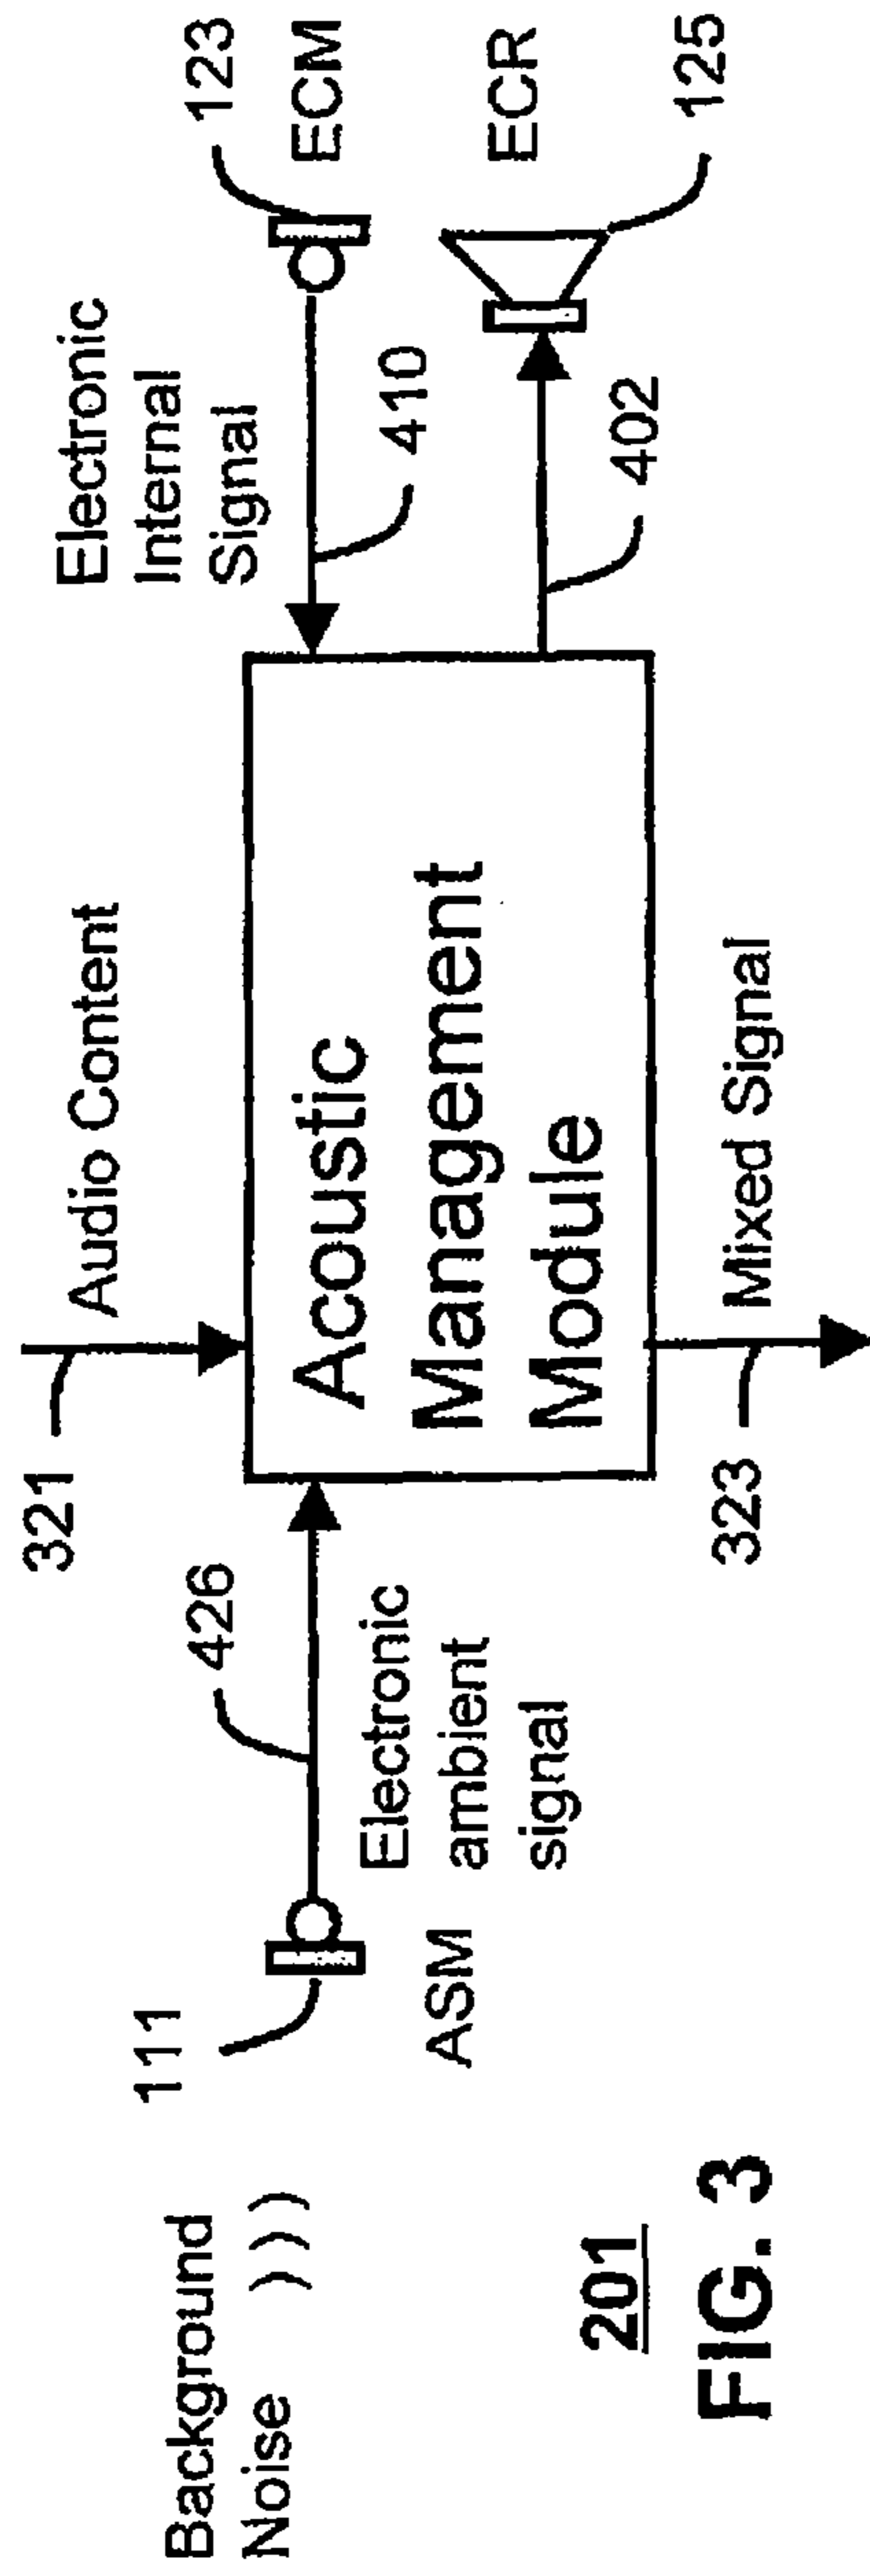 321
Audio Content
Electronic
Internal
Signal
123
ECM
410
Background
Noise )))
111
426
ASM
Electronic
ambient
signal
Acoustic
Management
Module
ECR
402
125
323
Mixed Signal
201
FIG. 3